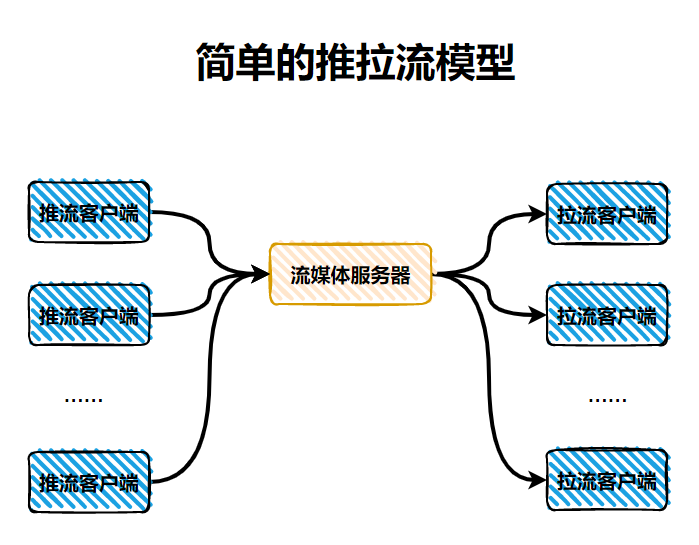 简单的推拉流模型
推流客户端
拉流客户端
流媒体服务器
推流客户端
拉流客户端
......
......
推流客户端
拉流客户端